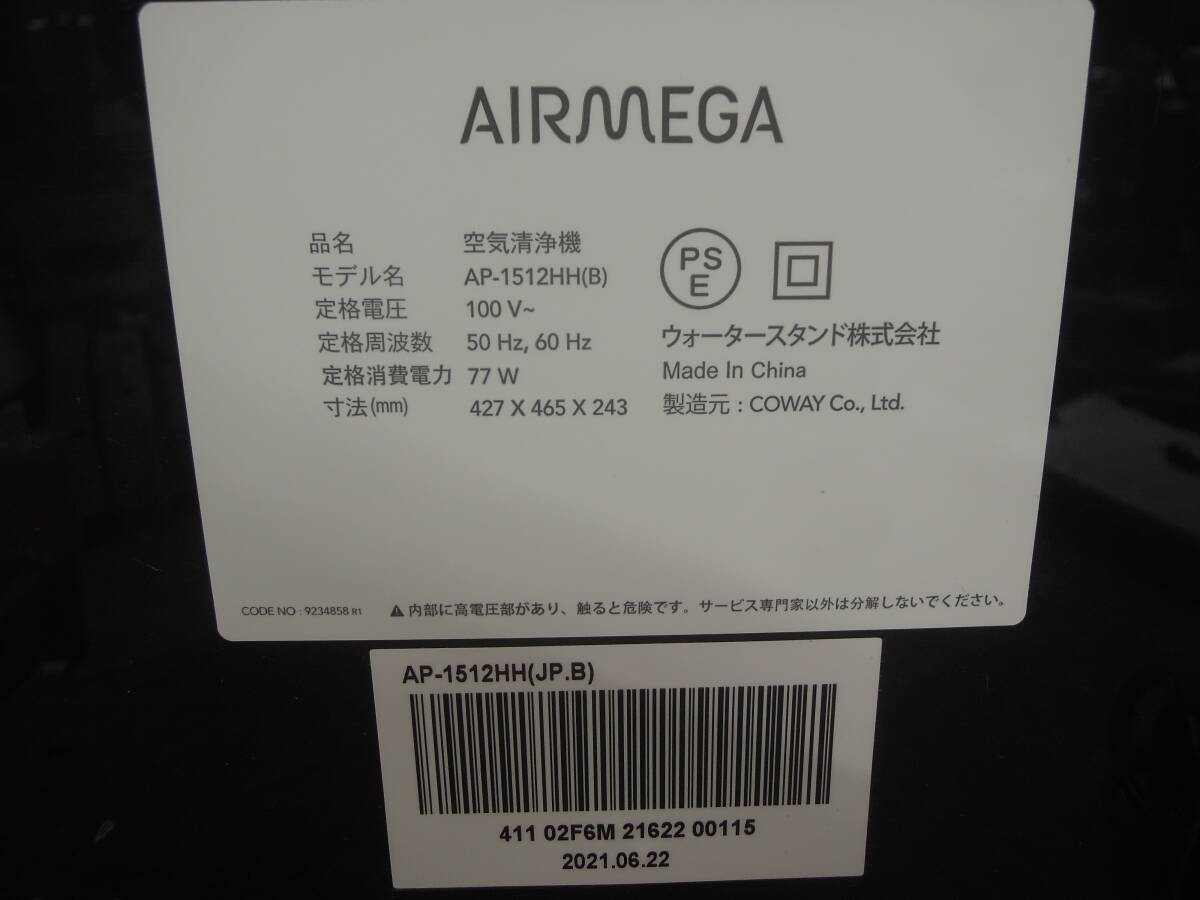 AIRMEGA
品名 空気清浄機
モデル名 AP-1512HH(B)
定格電圧 100 V~
定格周波数 50 Hz, 60 Hz
定格消費電力 77 W
寸法(mm) 427 X 465 X 243
PS
E
ウォータースタンド株式会社
Made In China
製造元 : COWAY Co., Ltd.
CODE NO : 9234858 R1
⚠ 内部に高電圧部があり、触ると危険です。サービス専門家以外は分解しないでください。
AP-1512HH(JP.B)
411 02F6M 21622 00115
2021.06.22